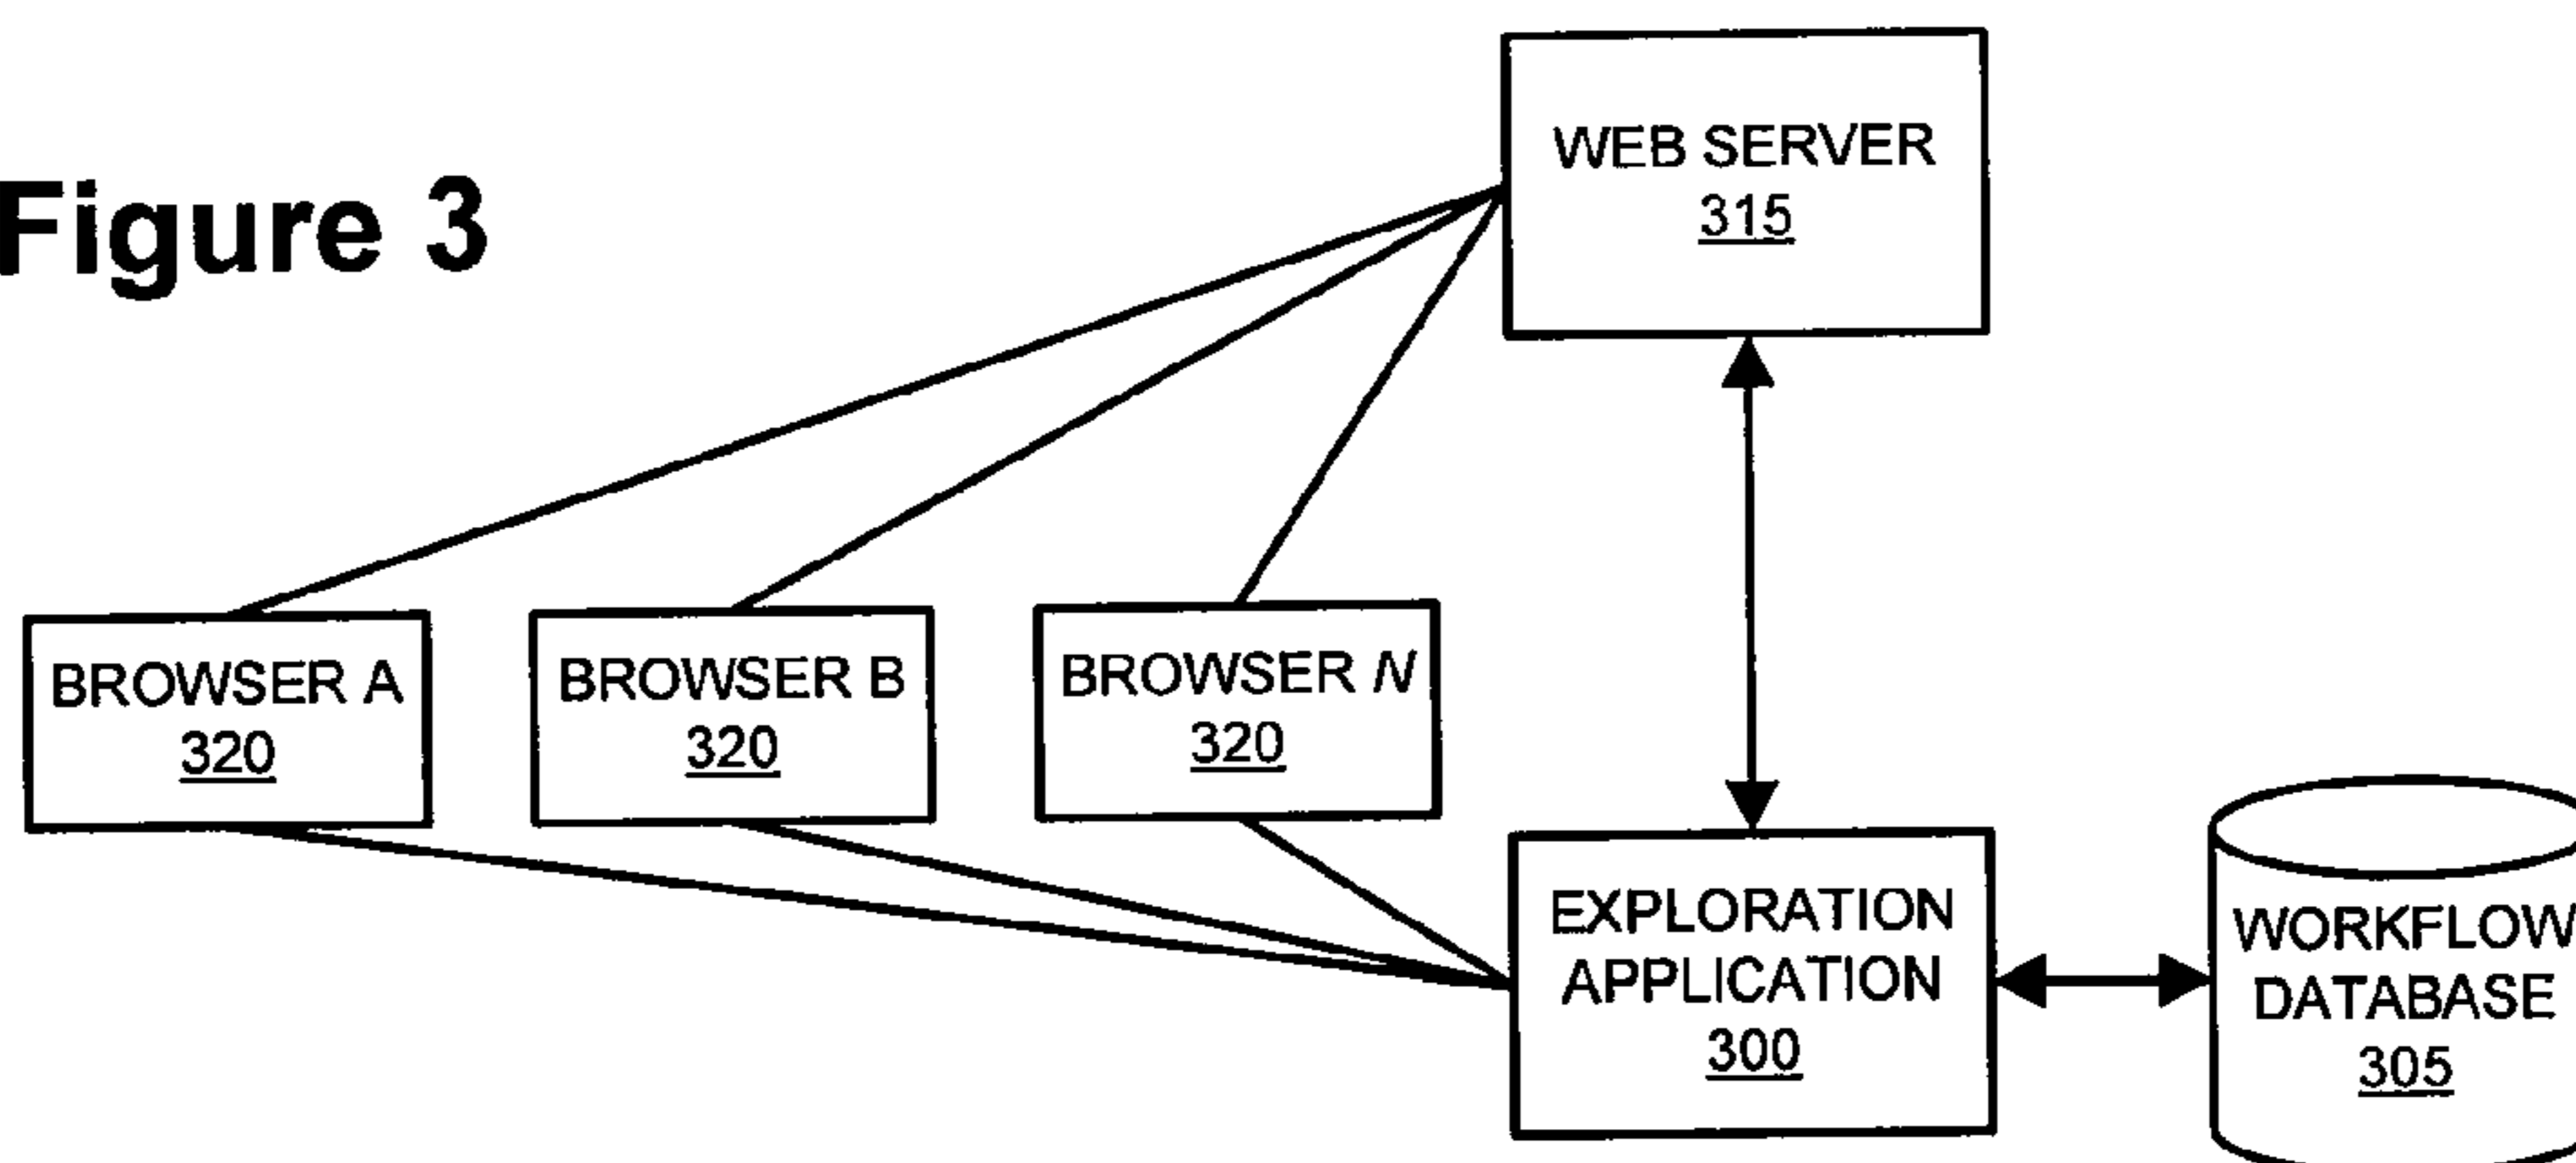 Figure 3
WEB SERVER
315
BROWSER A
320
BROWSER B
320
BROWSER N
320
EXPLORATION
APPLICATION
300
WORKFLOW
DATABASE
305